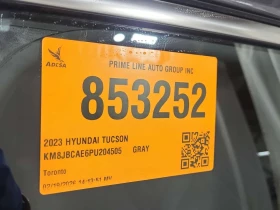 ADESA
PRIME LINE AUTO GROUP INC
853252
2023 HYUNDAI TUCSON
KM8JBCAE6PU204505 GRAY
Toronto